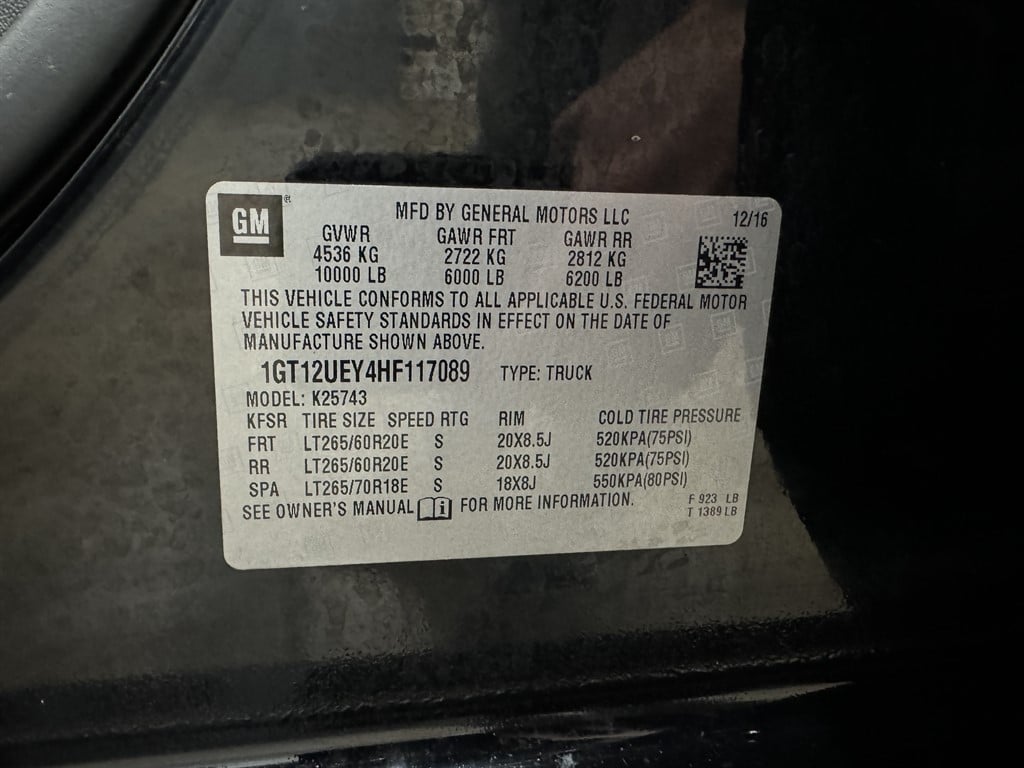 GM ®
MFD BY GENERAL MOTORS LLC 12/16
GVWR GAWR FRT GAWR RR
4536 KG 2722 KG 2812 KG
10000 LB 6000 LB 6200 LB
THIS VEHICLE CONFORMS TO ALL APPLICABLE U.S. FEDERAL MOTOR
VEHICLE SAFETY STANDARDS IN EFFECT ON THE DATE OF
MANUFACTURE SHOWN ABOVE.
1GT12UEY4HF117089 TYPE: TRUCK
MODEL: K25743
KFSR TIRE SIZE SPEED RTG RIM COLD TIRE PRESSURE
FRT LT265/60R20E S 20X8.5J 520KPA(75PSI)
RR LT265/60R20E S 20X8.5J 520KPA(75PSI)
SPA LT265/70R18E S 18X8J 550KPA(80PSI)
SEE OWNER'S MANUAL i FOR MORE INFORMATION. F 923 LB
T 1389 LB